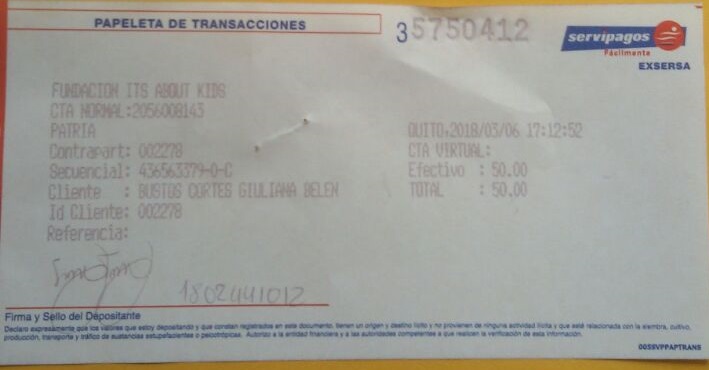 PAPELETA DE TRANSACCIONES
35750412
servipagos
Fácilmente
EXSERSA
FUNDACION ITS ABOUT KIDS
CTA NORMAL:2056008143
PATRIA
QUITO,2018/03/06 17:12:52
Contrapart: 002278
CTA VIRTUAL:
Secuencial: 436563379-0-C
Efectivo : 50.00
Cliente : BUSTOS CORTES GIULIANA BELEN
TOTAL : 50.00
Id Cliente: 002278
Referencia:
1802441012
Firma y Sello del Depositante
Declaro expresamente que los valores que estoy depositando y que constan registrados en este documento, tienen un origen y destino lícito y no provienen de ninguna actividad ilícita y que esté relacionada con la siembra, cultivo,
producción, transporte y tráfico de sustancias estupefacientes o psicotrópicas. Autorizo a la entidad financiera y a las autoridades competentes a que realicen la verificación de esta información.
005SVPPAPTRANS